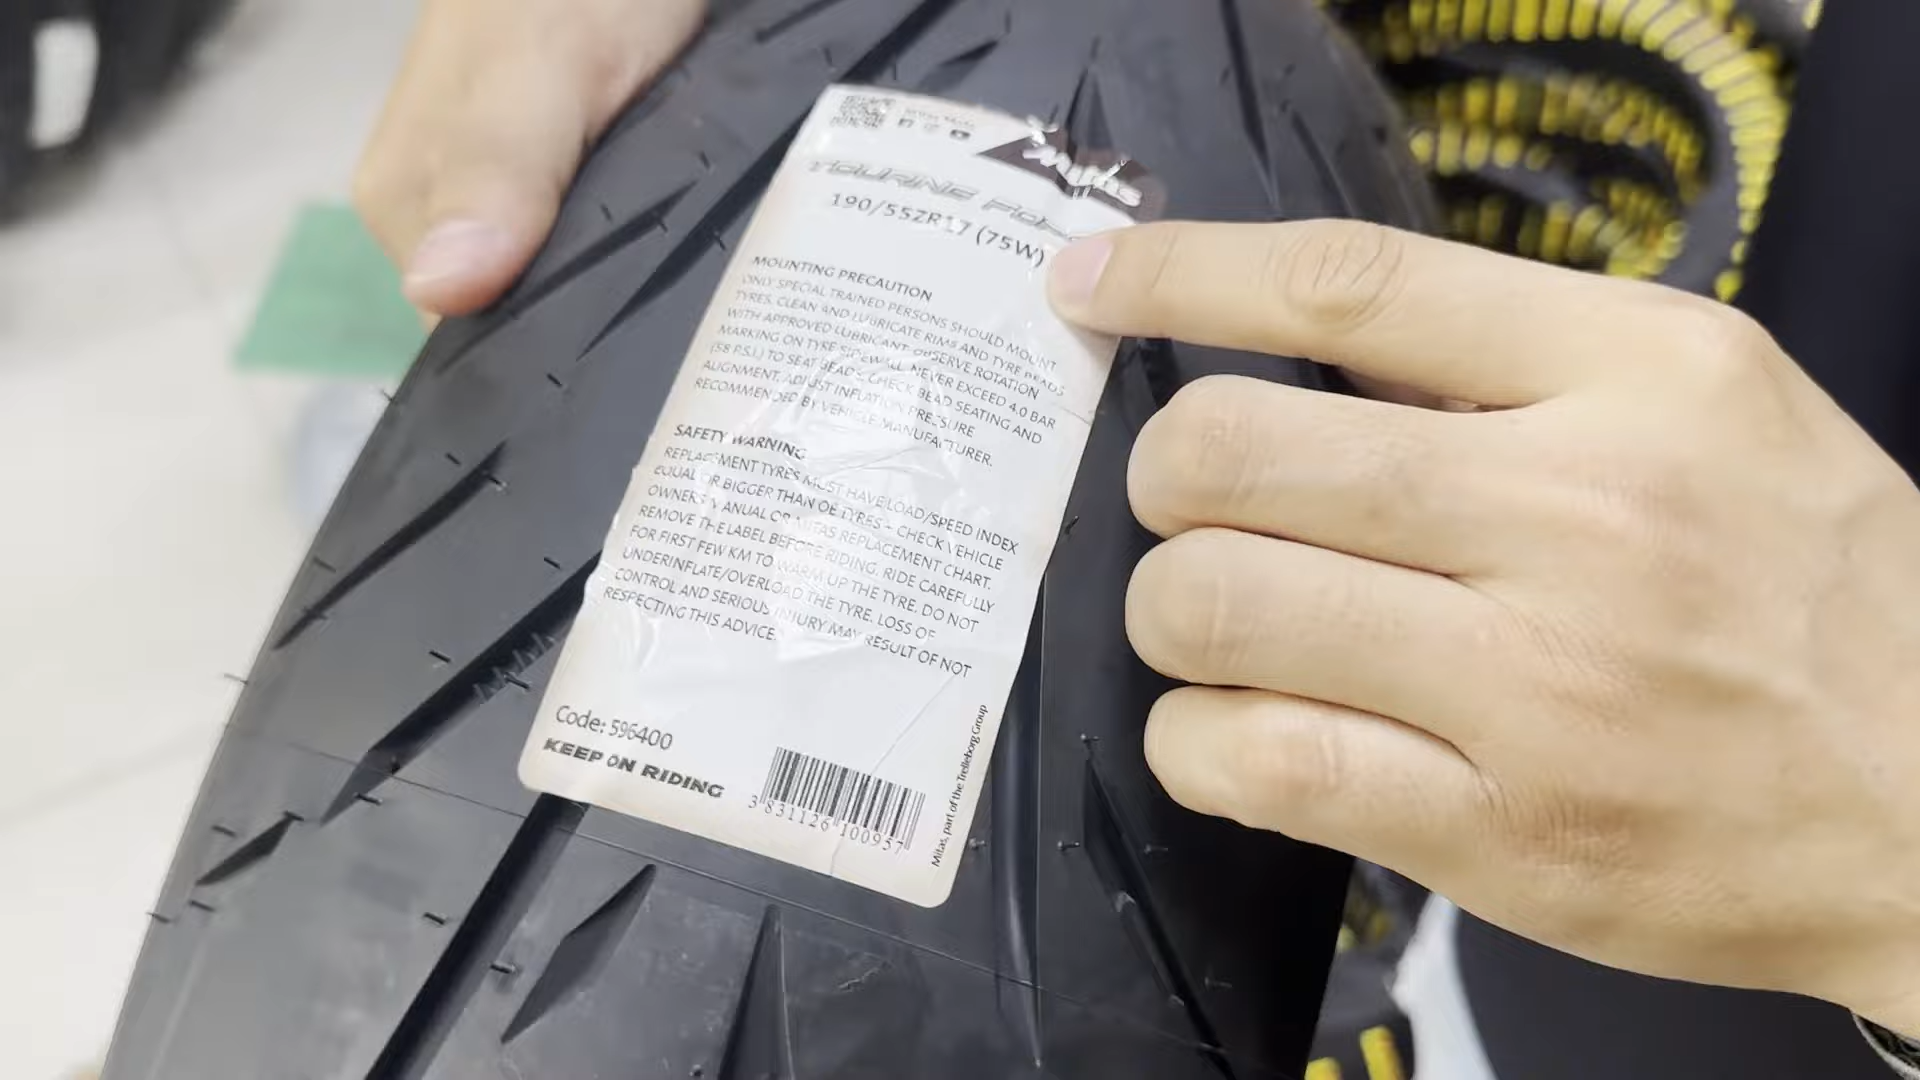 Mitas
TOURING FORCE
190/55ZR17 (75W)
MOUNTING PRECAUTION
ONLY SPECIAL TRAINED PERSONS SHOULD MOUNT
TYRES. CLEAN AND LUBRICATE RIMS AND TYRE BEADS
WITH APPROVED LUBRICANT. OBSERVE ROTATION
MARKING ON TYRE SIDEWALL. NEVER EXCEED 4.0 BAR
(58 P.S.I.) TO SEAT BEADS. CHECK BEAD SEATING AND
ALIGNMENT. ADJUST INFLATION PRESSURE
RECOMMENDED BY VEHICLE MANUFACTURER.
SAFETY WARNING
REPLACEMENT TYRES MUST HAVE LOAD/SPEED INDEX
EQUAL OR BIGGER THAN OE TYRES - CHECK VEHICLE
OWNERS MANUAL OR MITAS REPLACEMENT CHART.
REMOVE THE LABEL BEFORE RIDING. RIDE CAREFULLY
FOR FIRST FEW KM TO WARM UP THE TYRE. DO NOT
UNDERINFLATE/OVERLOAD THE TYRE. LOSS OF
CONTROL AND SERIOUS INJURY MAY RESULT OF NOT
RESPECTING THIS ADVICE.
Code: 596400
KEEP ON RIDING
3 831126 100957
Mitas, part of the Trelleborg Group